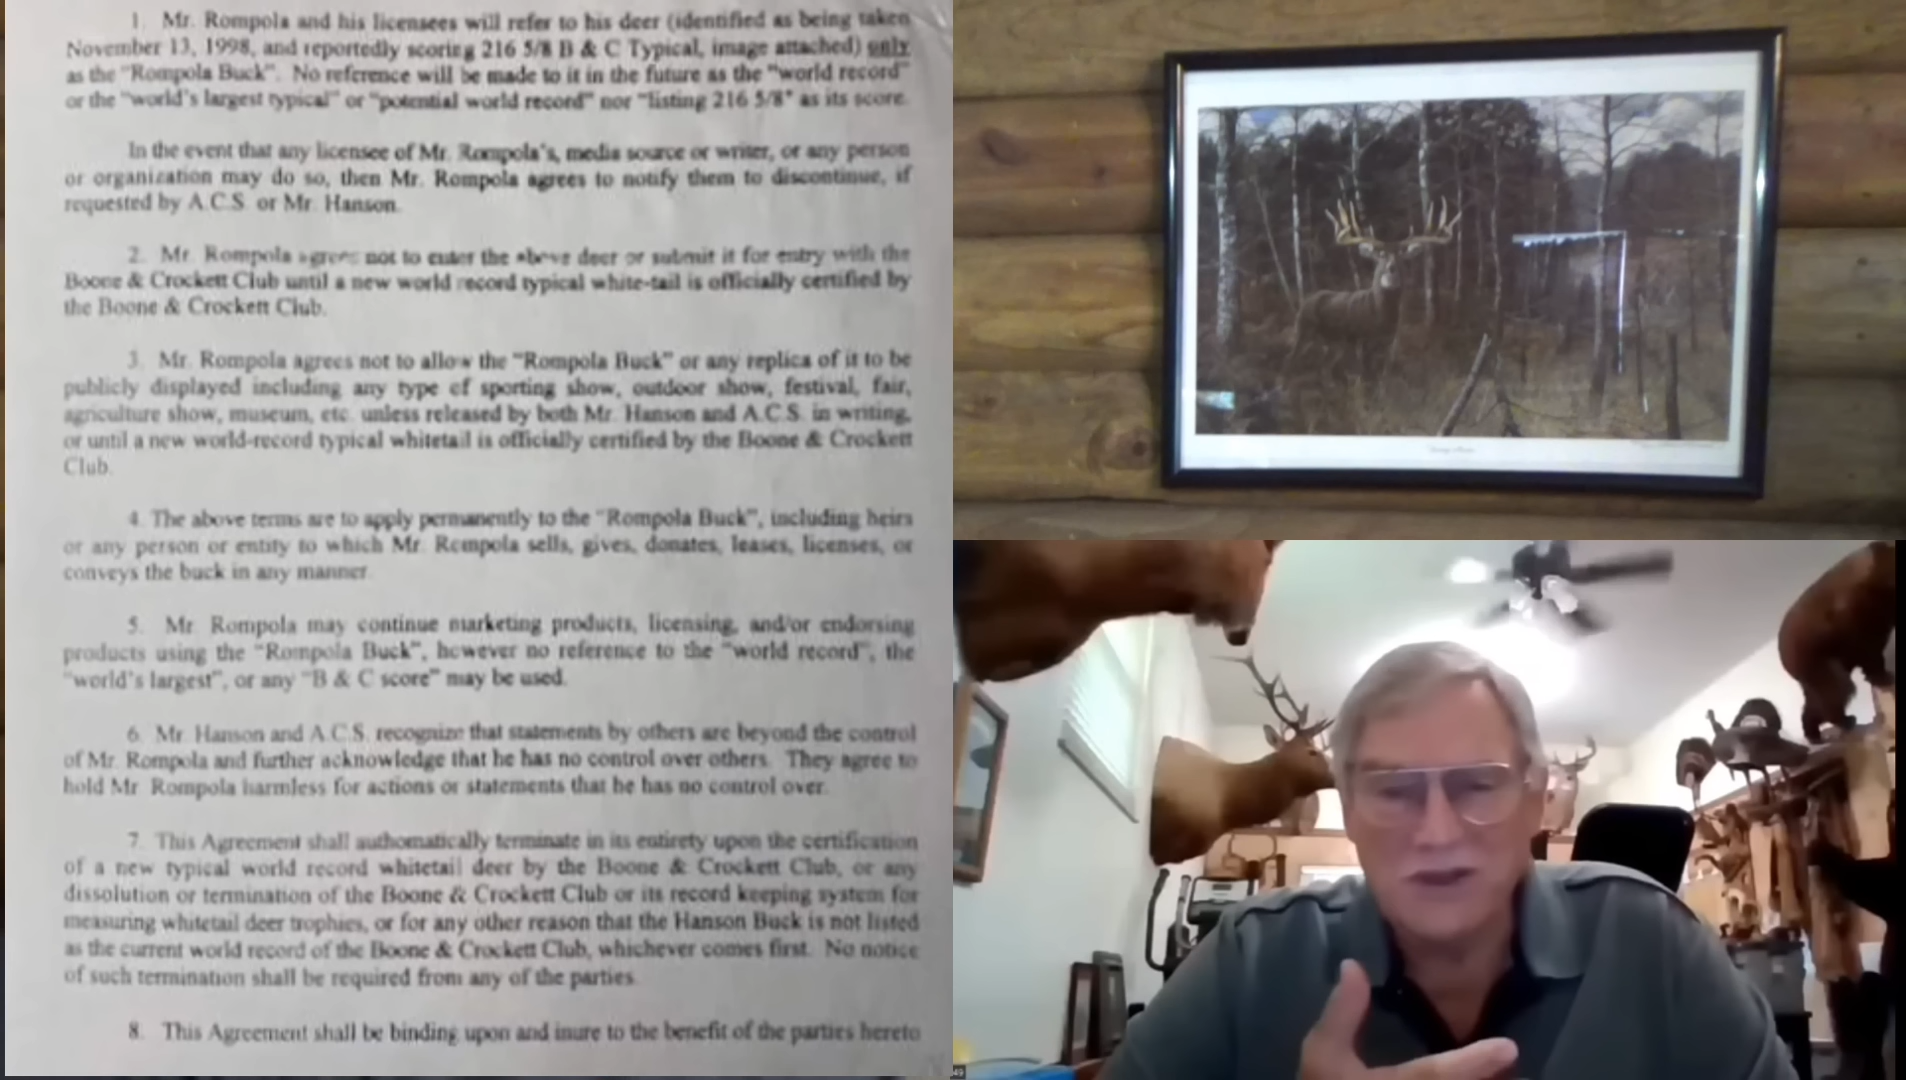 1. Mr. Rompola and his licensees will refer to his deer (identified as being taken
November 13, 1998, and reportedly scoring 216 5/8 B & C Typical, image attached) only
as the "Rompola Buck". No reference will be made to it in the future as the "world record"
or the "world's largest typical" or "potential world record" nor "listing 216 5/8" as its score.
In the event that any licensee of Mr. Rompola's, media source or writer, or any person
or organization may do so, then Mr. Rompola agrees to notify them to discontinue, if
requested by A.C.S. or Mr. Hanson.
2. Mr. Rompola agrees not to enter the above deer or submit it for entry with the
Boone & Crockett Club until a new world record typical white-tail is officially certified by
the Boone & Crockett Club.
3. Mr. Rompola agrees not to allow the "Rompola Buck" or any replica of it to be
publicly displayed including any type of sporting show, outdoor show, festival, fair,
agriculture show, museum, etc. unless released by both Mr. Hanson and A.C.S. in writing,
or until a new world-record typical whitetail is officially certified by the Boone & Crockett
Club.
4. The above terms are to apply permanently to the "Rompola Buck", including heirs
or any person or entity to which Mr. Rompola sells, gives, donates, leases, licenses, or
conveys the buck in any manner.
5. Mr. Rompola may continue marketing products, licensing, and/or endorsing
products using the "Rompola Buck", however no reference to the "world record", the
"world's largest", or any "B & C score" may be used.
6. Mr. Hanson and A.C.S. recognize that statements by others are beyond the control
of Mr. Rompola and further acknowledge that he has no control over others. They agree to
hold Mr. Rompola harmless for actions or statements that he has no control over.
7. This Agreement shall authomatically terminate in its entirety upon the certification
of a new typical world record whitetail deer by the Boone & Crockett Club, or any
dissolution or termination of the Boone & Crockett Club or its record keeping system for
measuring whitetail deer trophies, or for any other reason that the Hanson Buck is not listed
as the current world record of the Boone & Crockett Club, whichever comes first. No notice
of such termination shall be required from any of the parties.
8. This Agreement shall be binding upon and inure to the benefit of the parties hereto